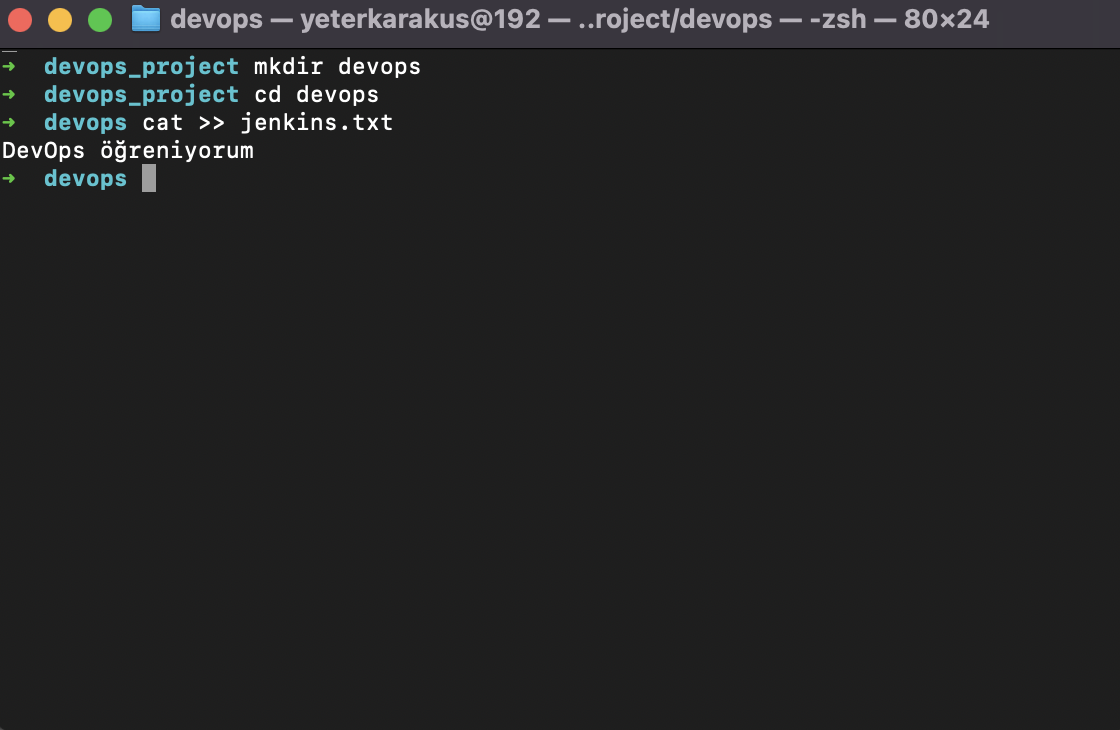 devops — yeterkarakus@192 — ..roject/devops — -zsh — 80×24
➜ devops_project mkdir devops
➜ devops_project cd devops
➜ devops cat >> jenkins.txt
DevOps öğreniyorum
➜ devops